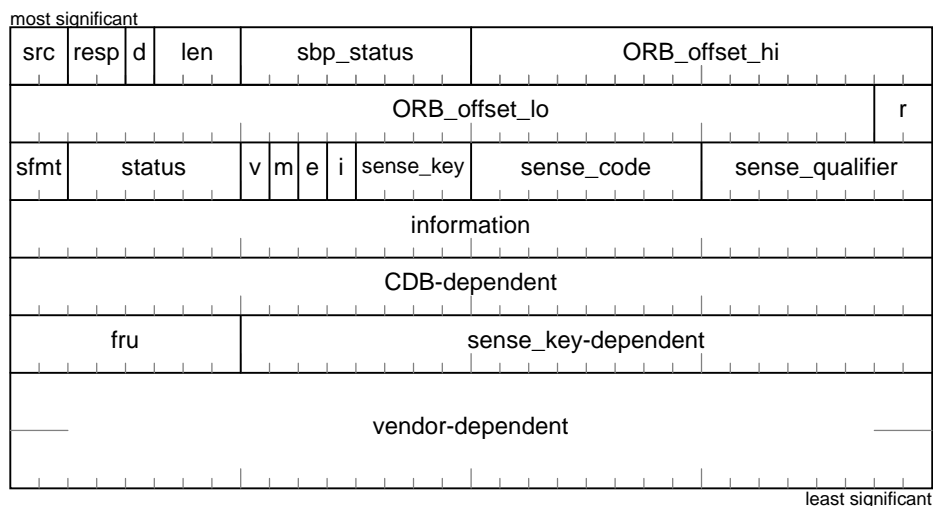 most significant
src resp d len sbp_status ORB_offset_hi
ORB_offset_lo r
sfmt status v m e i sense_key sense_code sense_qualifier
information
CDB-dependent
fru sense_key-dependent
vendor-dependent
least significant